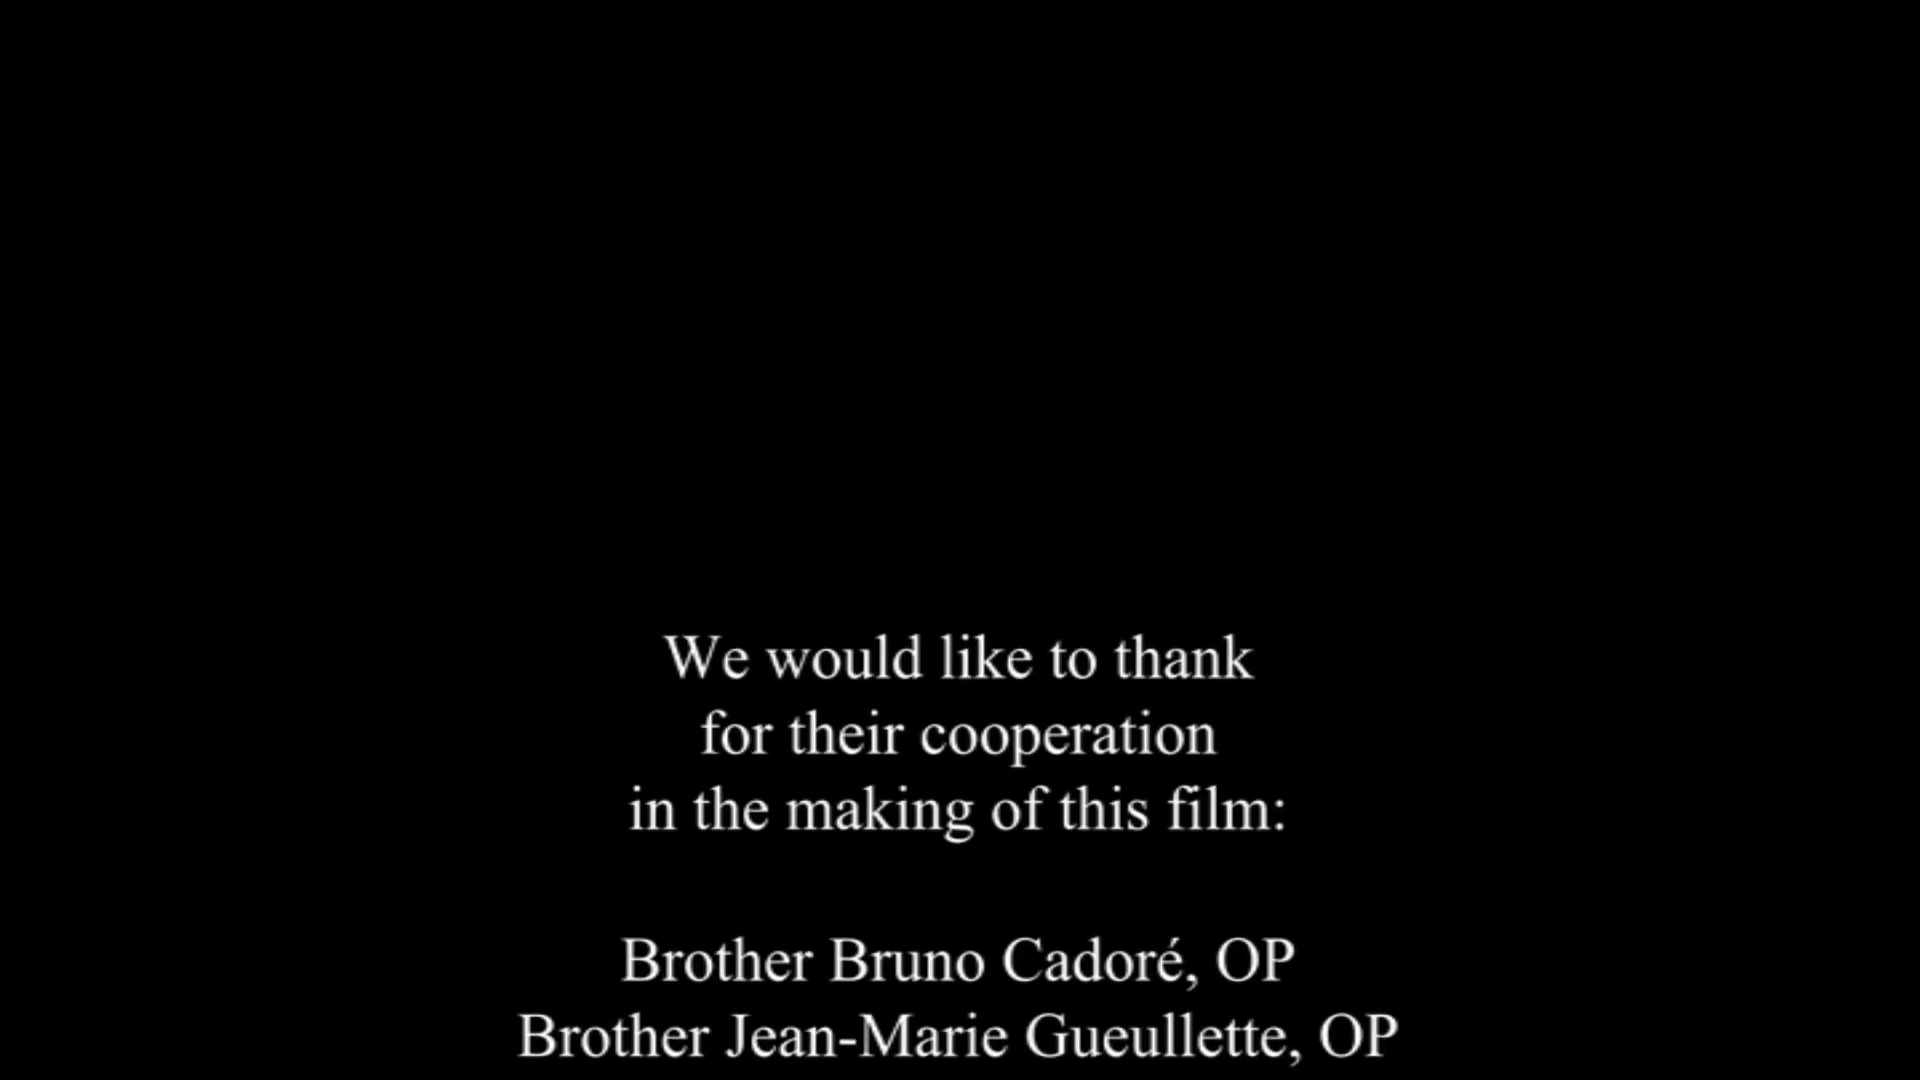 We would like to thank
for their cooperation
in the making of this film:
Brother Bruno Cadoré, OP
Brother Jean-Marie Gueullette, OP